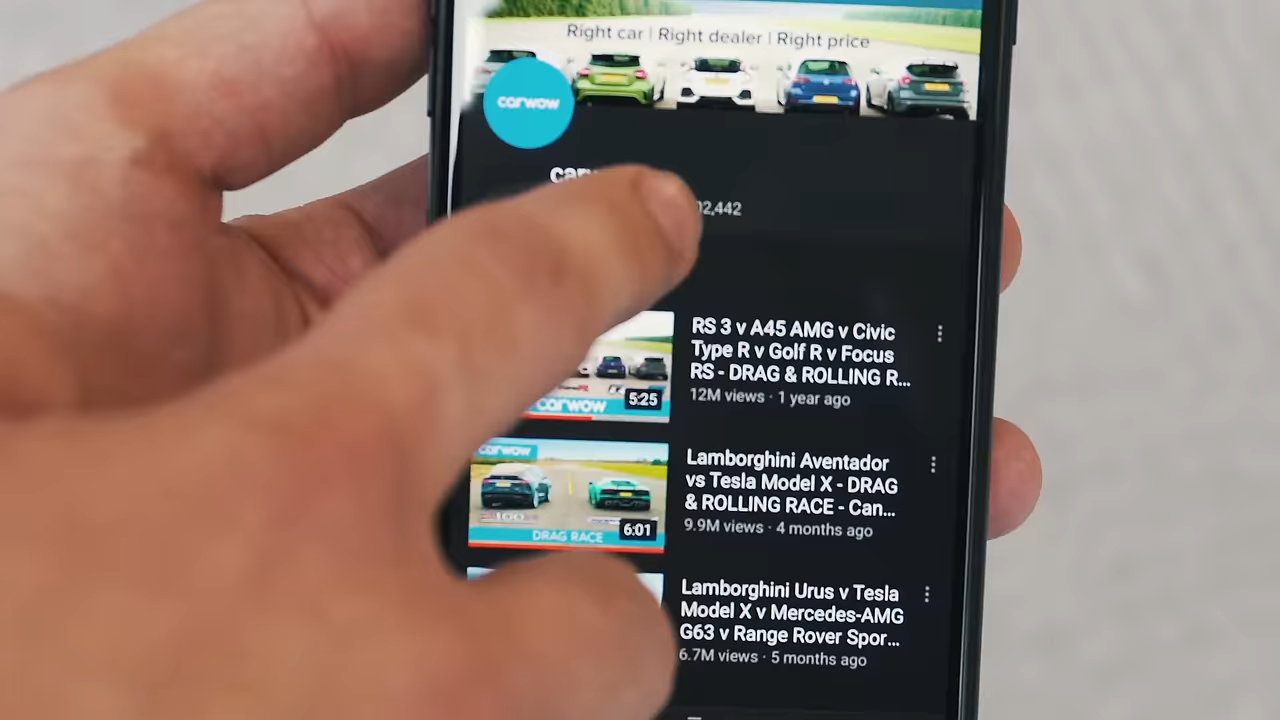 Right car | Right dealer | Right price
carwow
2,442
RS 3 v A45 AMG v Civic
Type R v Golf R v Focus
RS - DRAG & ROLLING R...
12M views · 1 year ago
carwow
5:25
carwow
Lamborghini Aventador
vs Tesla Model X - DRAG
& ROLLING RACE - Can...
9.9M views · 4 months ago
6:01
DRAG RACE
Lamborghini Urus v Tesla
Model X v Mercedes-AMG
G63 v Range Rover Spor...
6.7M views · 5 months ago